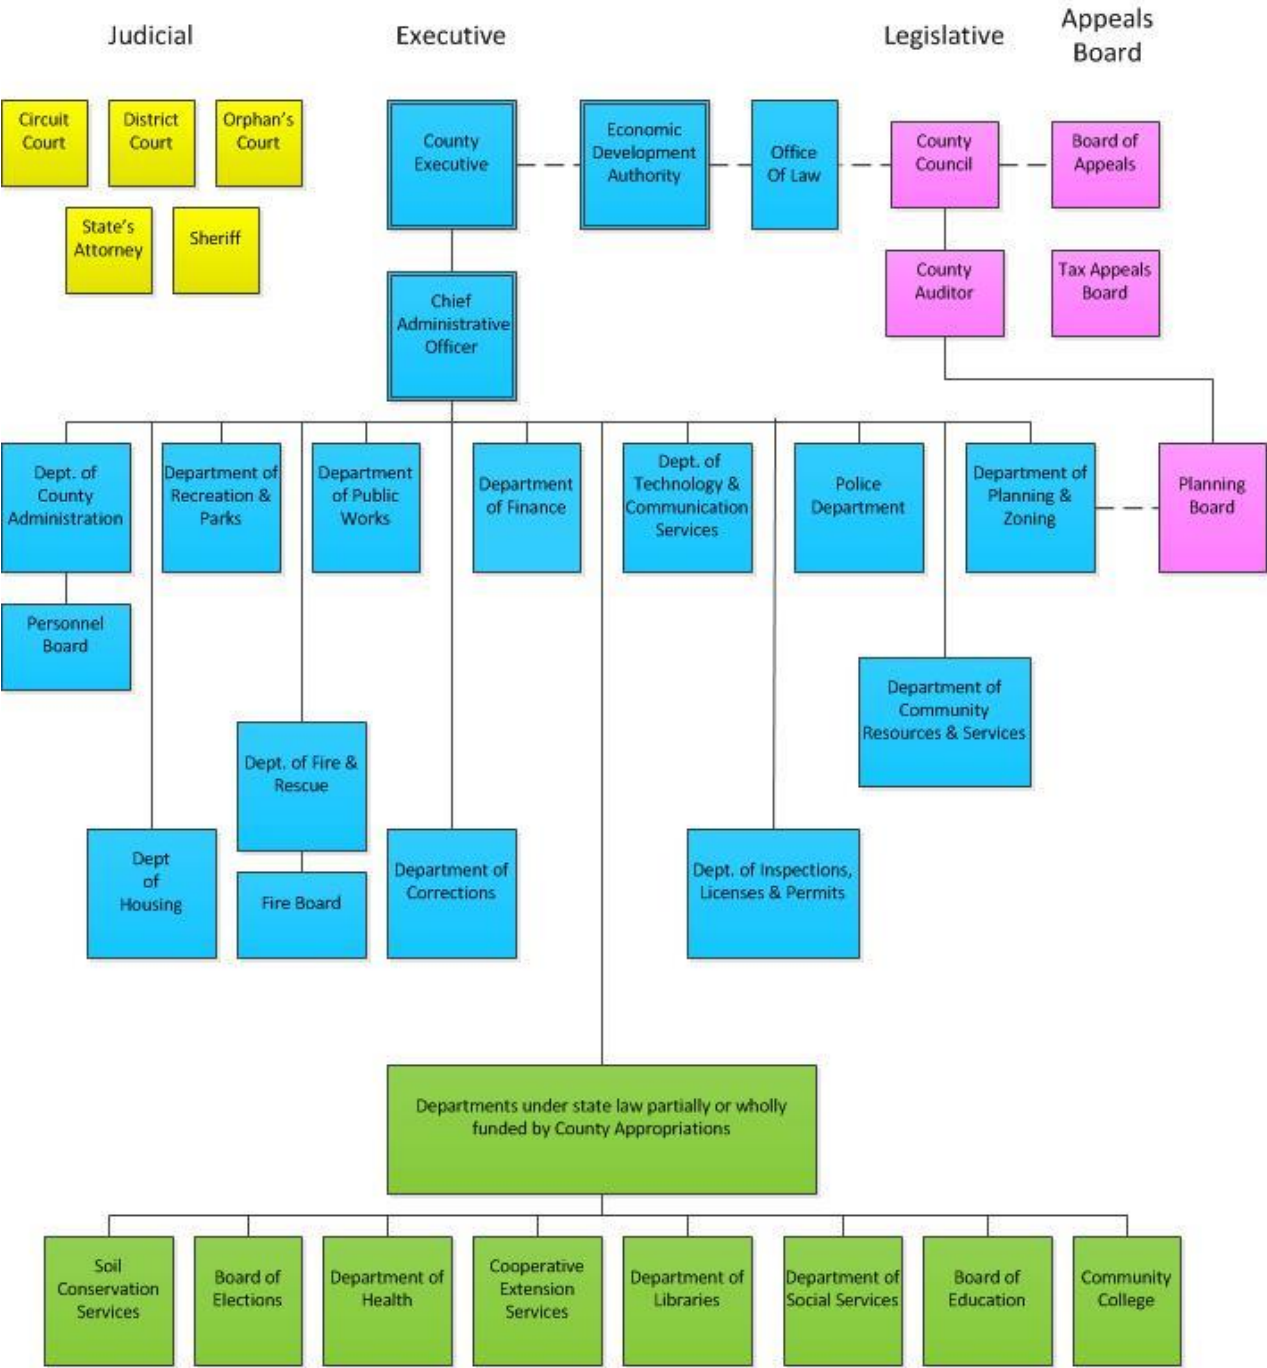 Judicial
Executive
Legislative
Appeals
Board
Circuit
Court
District
Court
Orphan's
Court
State's
Attorney
Sheriff
County
Executive
Economic
Development
Authority
Office
Of Law
County
Council
Board of
Appeals
Chief
Administrative
Officer
County
Auditor
Tax Appeals
Board
Dept. of
County
Administration
Department of
Recreation &
Parks
Department
of Public
Works
Department
of Finance
Dept. of
Technology &
Communication
Services
Police
Department
Department of
Planning &
Zoning
Planning
Board
Personnel
Board
Department of
Community
Resources & Services
Dept. of Fire &
Rescue
Dept
of
Housing
Fire Board
Department of
Corrections
Dept. of Inspections,
Licenses & Permits
Departments under state law partially or wholly
funded by County Appropriations
Soil
Conservation
Services
Board of
Elections
Department of
Health
Cooperative
Extension
Services
Department of
Libraries
Department of
Social Services
Board of
Education
Community
College